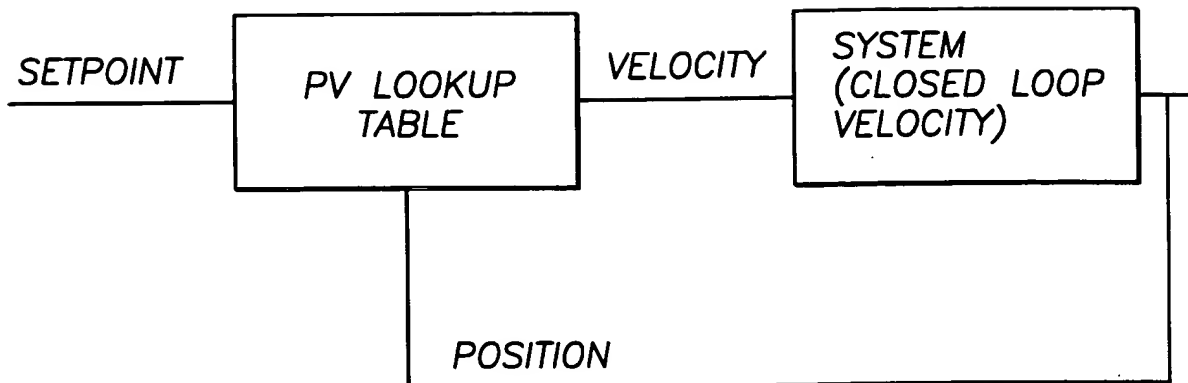 SETPOINT
PV LOOKUP
TABLE
VELOCITY
SYSTEM
(CLOSED LOOP
VELOCITY)
POSITION